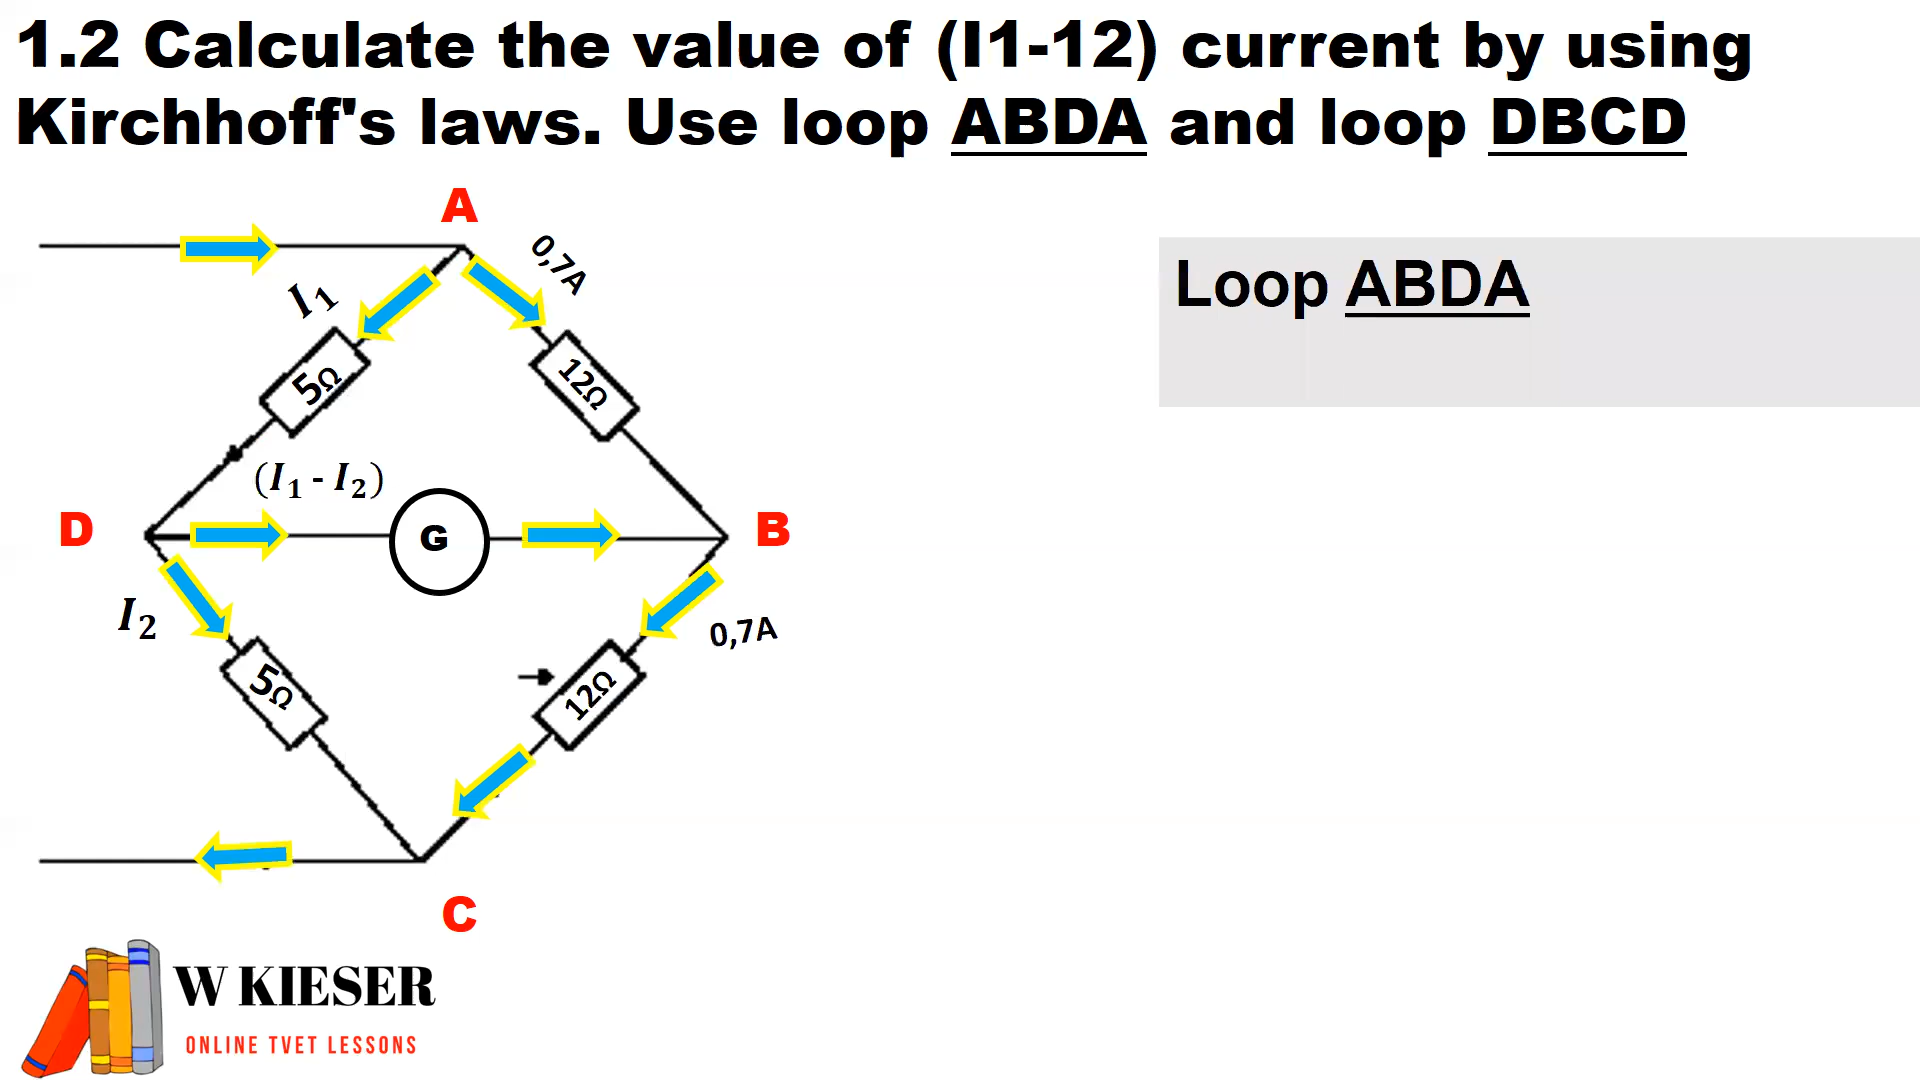 1.2 Calculate the value of (I1-12) current by using
Kirchhoff's laws. Use loop ABDA and loop DBCD
A
0,7A
I₁
Loop ABDA
5Ω
12Ω
(I₁ - I₂)
D
G
B
I₂
0,7A
5Ω
12Ω
C
W KIESER
ONLINE TVET LESSONS